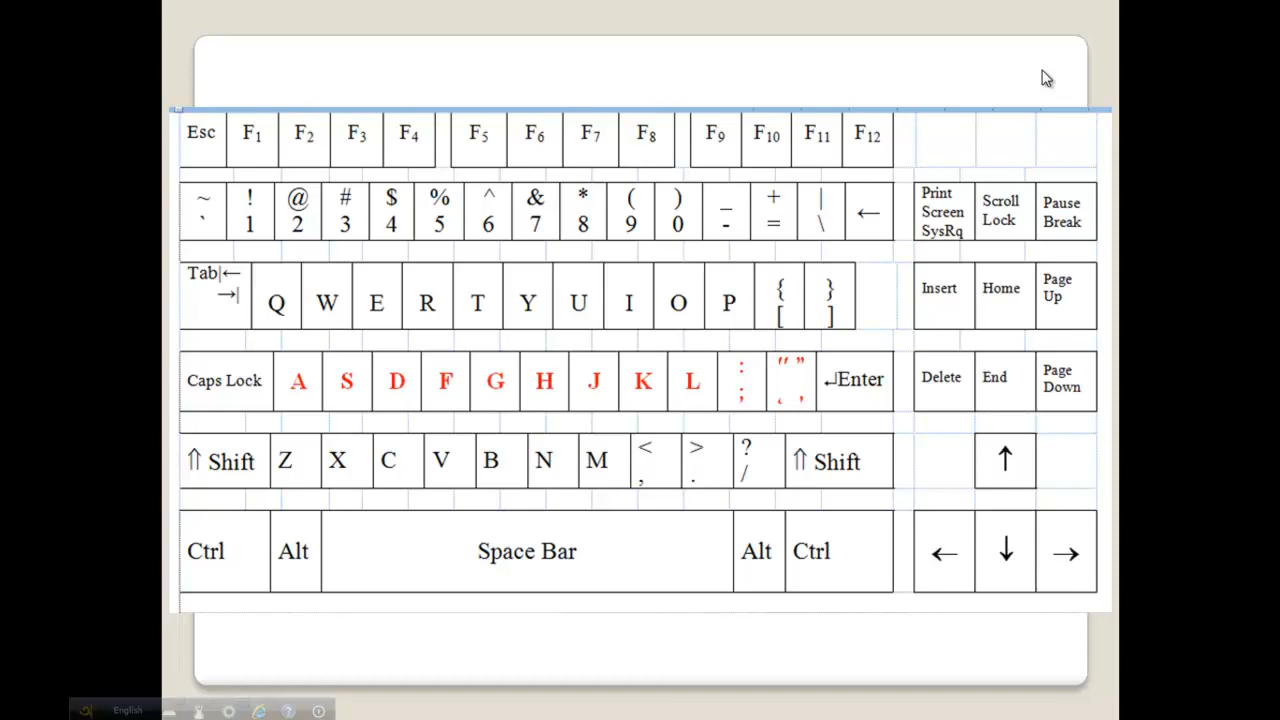 Esc F1 F2 F3 F4 F5 F6 F7 F8 F9 F10 F11 F12
~ ! @ # $ % ^ & * ( ) _ + | ← Print Screen SysRq Scroll Lock Pause Break
` 1 2 3 4 5 6 7 8 9 0 - = \
Tab|← →| Q W E R T Y U I O P { [ } ] Insert Home Page Up
Caps Lock A S D F G H J K L : ; " ” ‘ ’ ↵Enter Delete End Page Down
⇑ Shift Z X C V B N M < , > . ? / ⇑ Shift ↑
Ctrl Alt Space Bar Alt Ctrl ← ↓ →
English